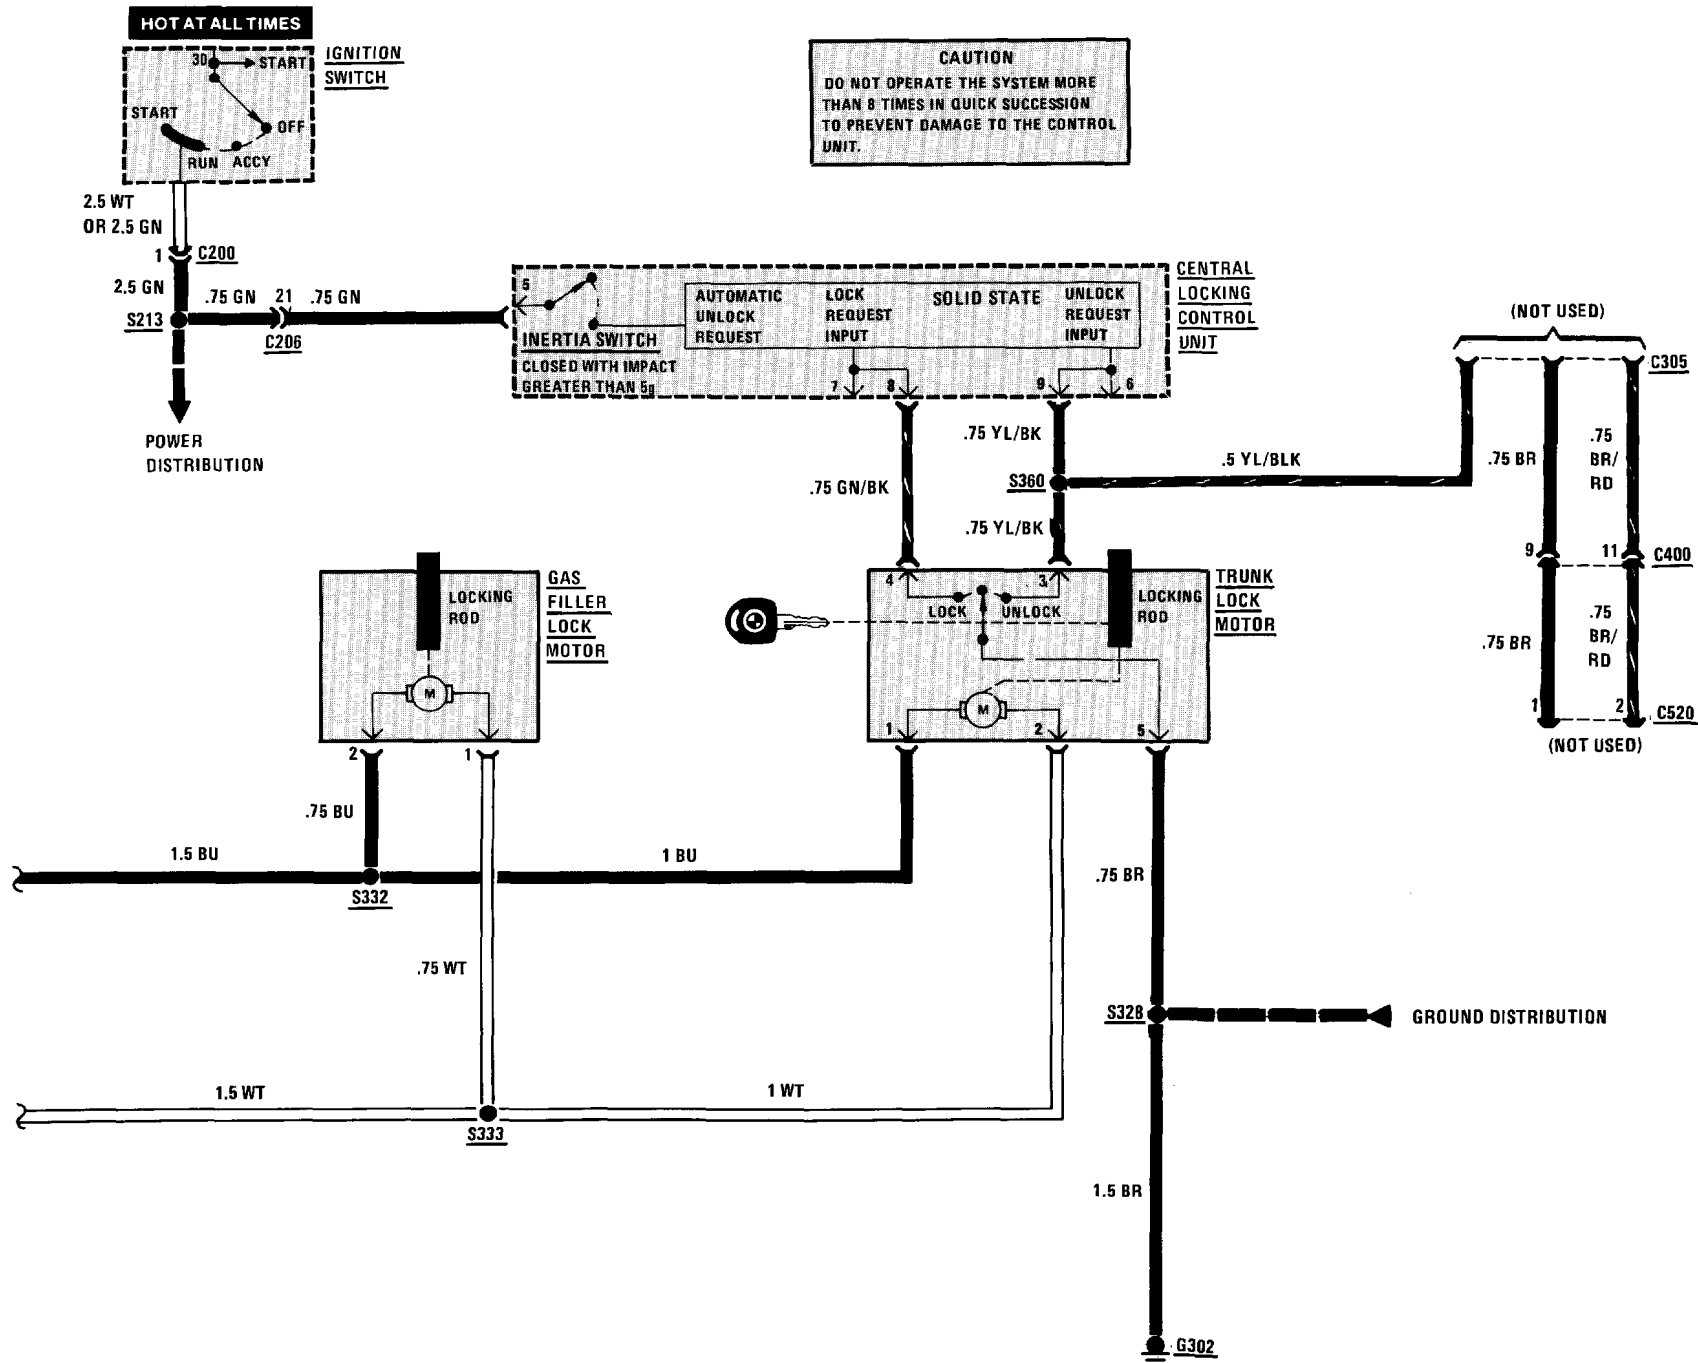 HOT AT ALL TIMES
IGNITION
SWITCH
30
START
START
OFF
RUN
ACCY
CAUTION
DO NOT OPERATE THE SYSTEM MORE
THAN 8 TIMES IN QUICK SUCCESSION
TO PREVENT DAMAGE TO THE CONTROL
UNIT.
2.5 WT
OR 2.5 GN
1
C200
2.5 GN
.75 GN
21
.75 GN
S213
C206
POWER
DISTRIBUTION
5
INERTIA SWITCH
CLOSED WITH IMPACT
GREATER THAN 5g
AUTOMATIC
UNLOCK
REQUEST
LOCK
REQUEST
INPUT
SOLID STATE
UNLOCK
REQUEST
INPUT
7
8
9
6
CENTRAL
LOCKING
CONTROL
UNIT
(NOT USED)
C305
.75 YL/BK
.75 GN/BK
S360
.5 YL/BLK
.75 YL/BK
.75 BR
.75
BR/
RD
9
11
C400
.75 BR
.75
BR/
RD
1
2
C520
(NOT USED)
LOCKING
ROD
M
GAS
FILLER
LOCK
MOTOR
2
1
4
3
LOCK
UNLOCK
LOCKING
ROD
M
1
2
5
TRUNK
LOCK
MOTOR
.75 BU
1.5 BU
S332
1 BU
.75 WT
.75 BR
S328
GROUND DISTRIBUTION
1.5 WT
S333
1 WT
1.5 BR
G302